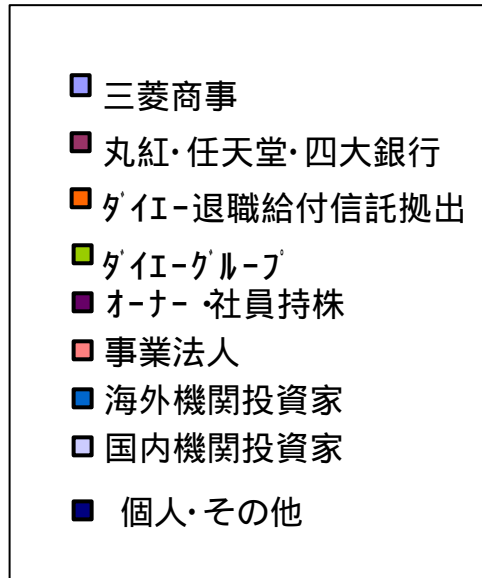 三菱商事
丸紅･任天堂･四大銀行
ﾀﾞｲｴｰ退職給付信託拠出
ﾀﾞｲｴｰｸﾞﾙｰﾌﾟ
ｵｰﾅｰ･社員持株
事業法人
海外機関投資家
国内機関投資家
個人･その他